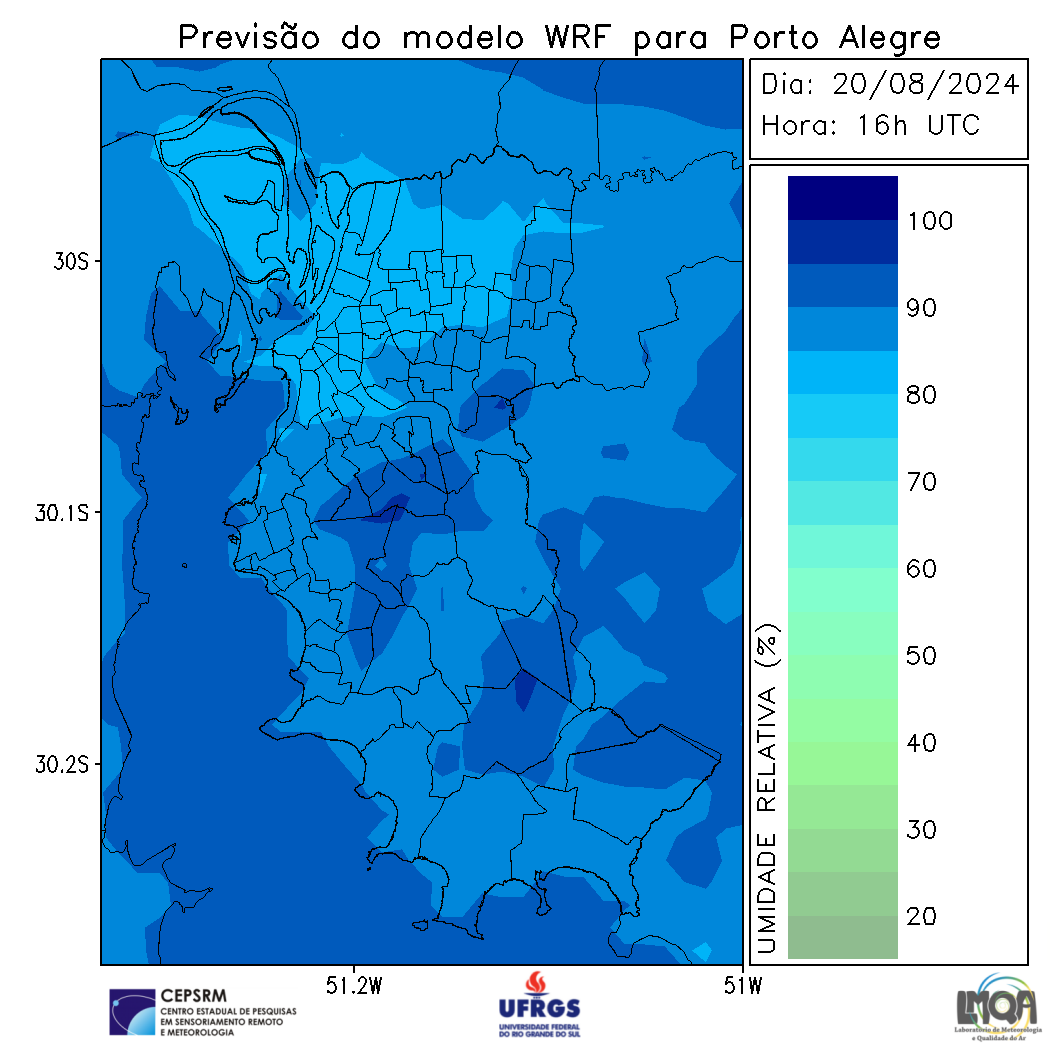 Previsão do modelo WRF para Porto Alegre
Dia: 20/08/2024
Hora: 16h UTC
30S
30.1S
30.2S
51.2W
51W
UMIDADE RELATIVA (%)
100
90
80
70
60
50
40
30
20
CEPSRM
CENTRO ESTADUAL DE PESQUISAS
EM SENSORIAMENTO REMOTO
E METEOROLOGIA
UFRGS
UNIVERSIDADE FEDERAL
DO RIO GRANDE DO SUL
LMQA
Laboratório de Meteorologia
e Qualidade do Ar